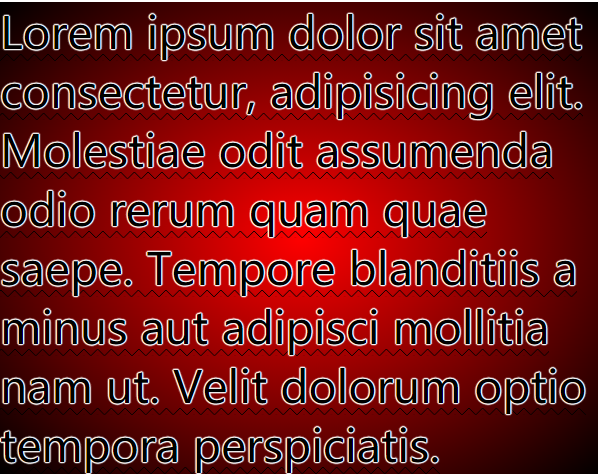 Lorem ipsum dolor sit amet
consectetur, adipisicing elit.
Molestiae odit assumenda
odio rerum quam quae
saepe. Tempore blanditiis a
minus aut adipisci mollitia
nam ut. Velit dolorum optio
tempora perspiciatis.